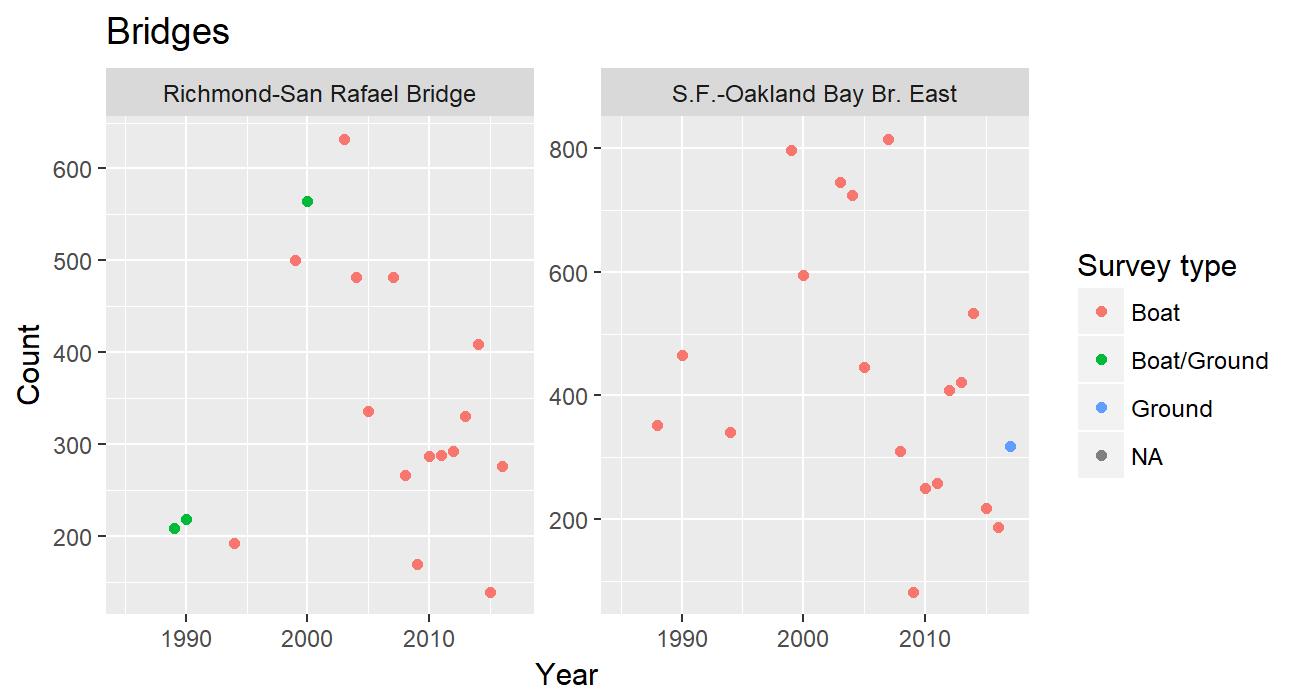 Bridges
Richmond-San Rafael Bridge
S.F.-Oakland Bay Br. East
Count
600
500
400
300
200
800
600
400
200
1990
2000
2010
1990
2000
2010
Year
Survey type
Boat
Boat/Ground
Ground
NA